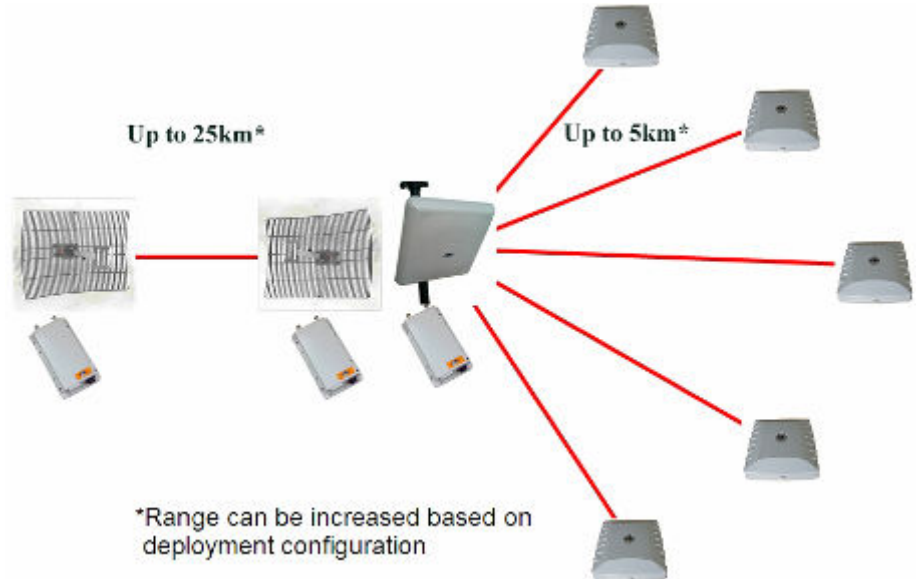 Up to 25km*
Up to 5km*
*Range can be increased based on
deployment configuration